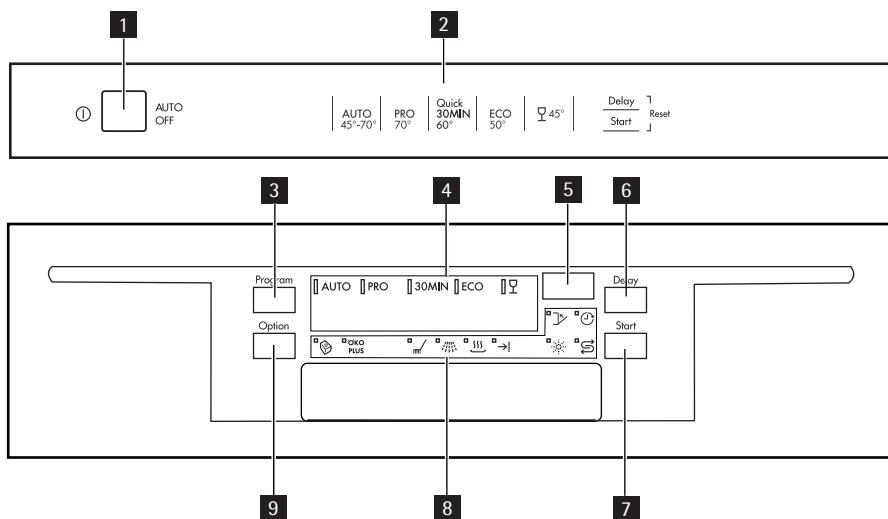 1 2
AUTO OFF
AUTO 45°-70°
PRO 70°
Quick 30MIN 60°
ECO 50°
45°
Delay
Start
Reset
3 4 5 6
Program
AUTO PRO 30MIN ECO
Delay
Option
ÖKO PLUS
Start
9 8 7